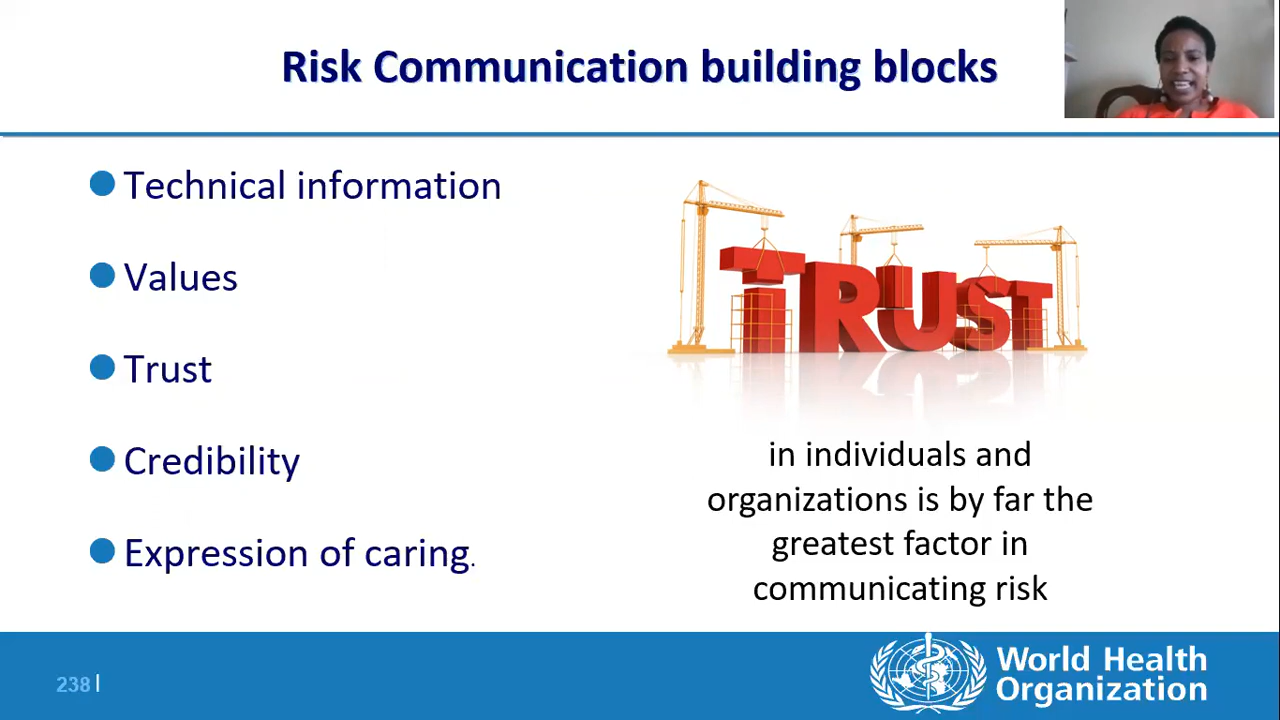 Risk Communication building blocks
Technical information
Values
Trust
Credibility
Expression of caring.
TRUST
in individuals and
organizations is by far the
greatest factor in
communicating risk
238
World Health
Organization